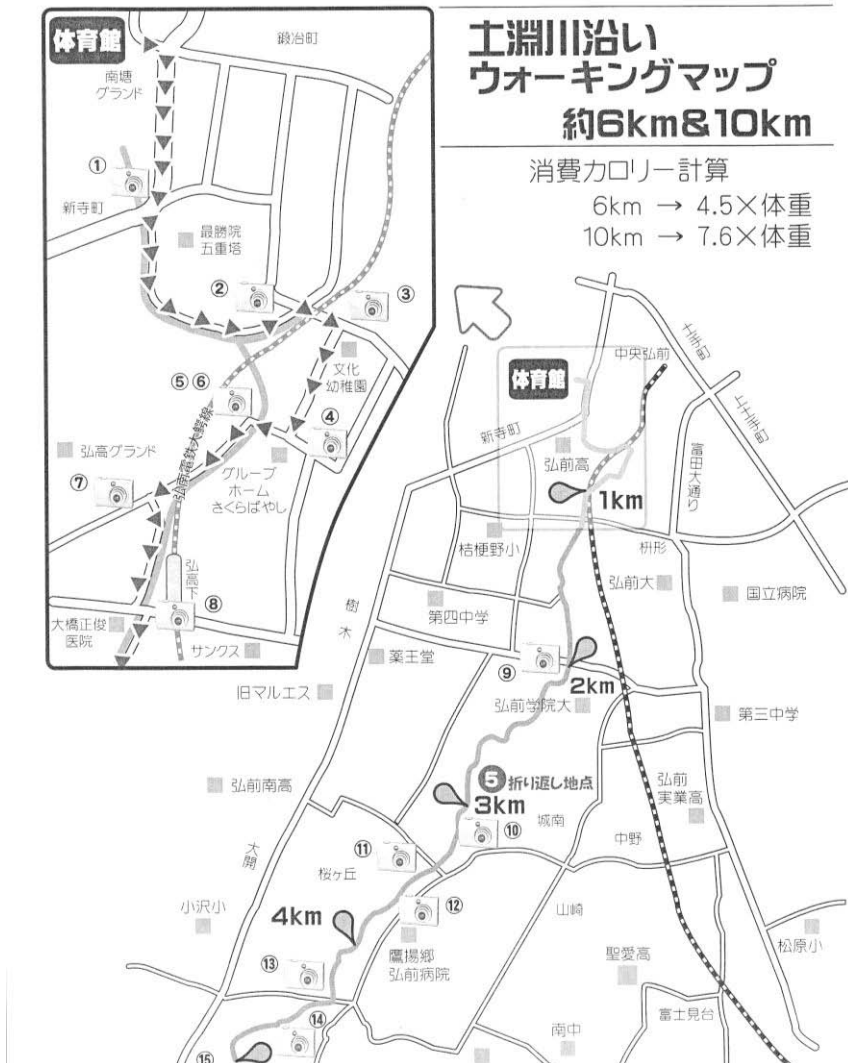 土淵川沿い
ウォーキングマップ
約6km&10km
消費カロリー計算
6km → 4.5×体重
10km → 7.6×体重
体育館
鍛冶町
南塘
グランド
①
新寺町
最勝院
五重塔
②
③
文化
幼稚園
⑤⑥
④
弘南電鉄大鰐線
弘高グランド
⑦
グループ
ホーム
さくらばやし
弘高下
⑧
大橋正俊
医院
サンクス
中央弘前
土手町
体育館
上土手町
新寺町
弘前高
富田大通り
1km
桔梗野小
枡形
弘前大
国立病院
樹木
第四中学
薬王堂
⑨
2km
旧マルエス
弘前学院大
第三中学
弘前南高
⑤折り返し地点
3km
弘前
実業高
城南
⑩
中野
大開
⑪
桜ヶ丘
小沢小
4km
⑫
山崎
松原小
鷹揚郷
弘前病院
聖愛高
⑬
富士見台
⑭
南中
⑮